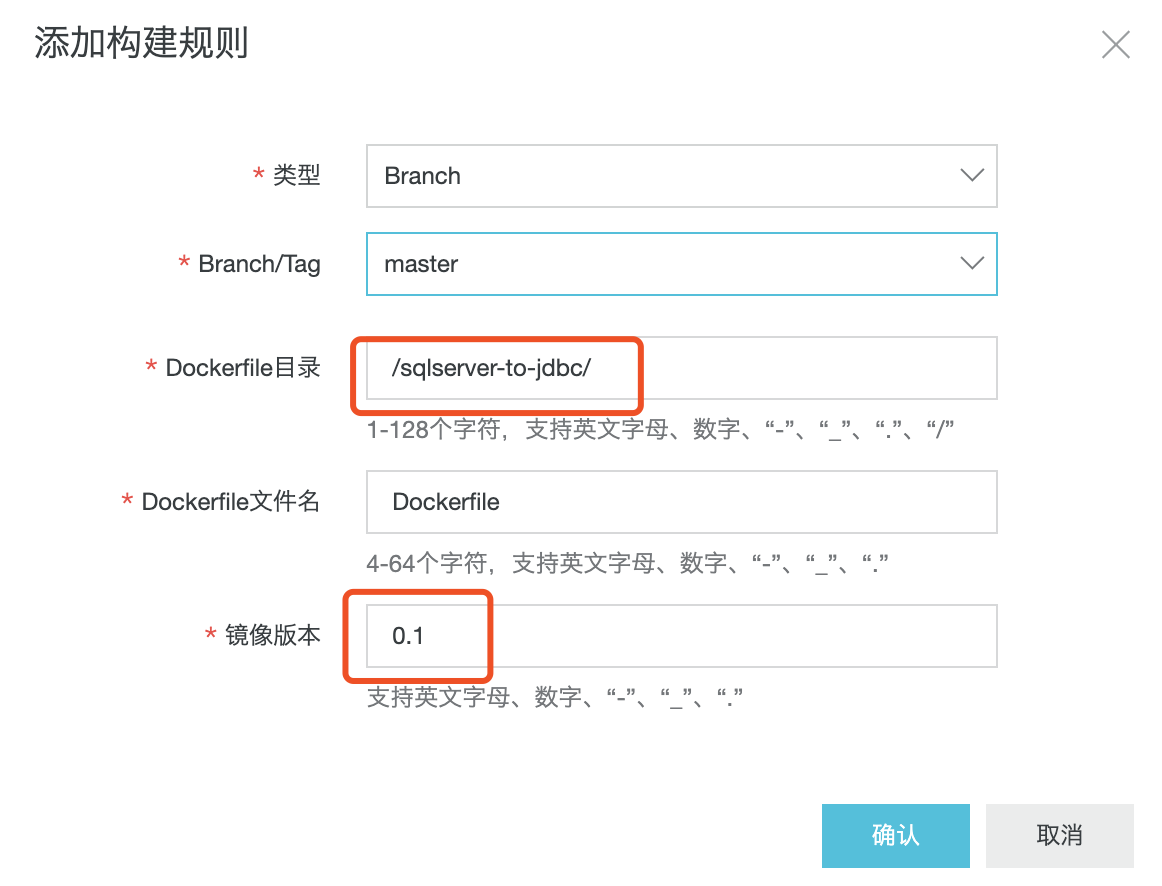 添加构建规则
* 类型 Branch
* Branch/Tag master
* Dockerfile目录 /sqlserver-to-jdbc/
1-128个字符，支持英文字母、数字、“-”、“_”、“.”、“/”
* Dockerfile文件名 Dockerfile
4-64个字符，支持英文字母、数字、“-”、“_”、“.”
* 镜像版本 0.1
支持英文字母、数字、“-”、“_”、“.”
确认 取消